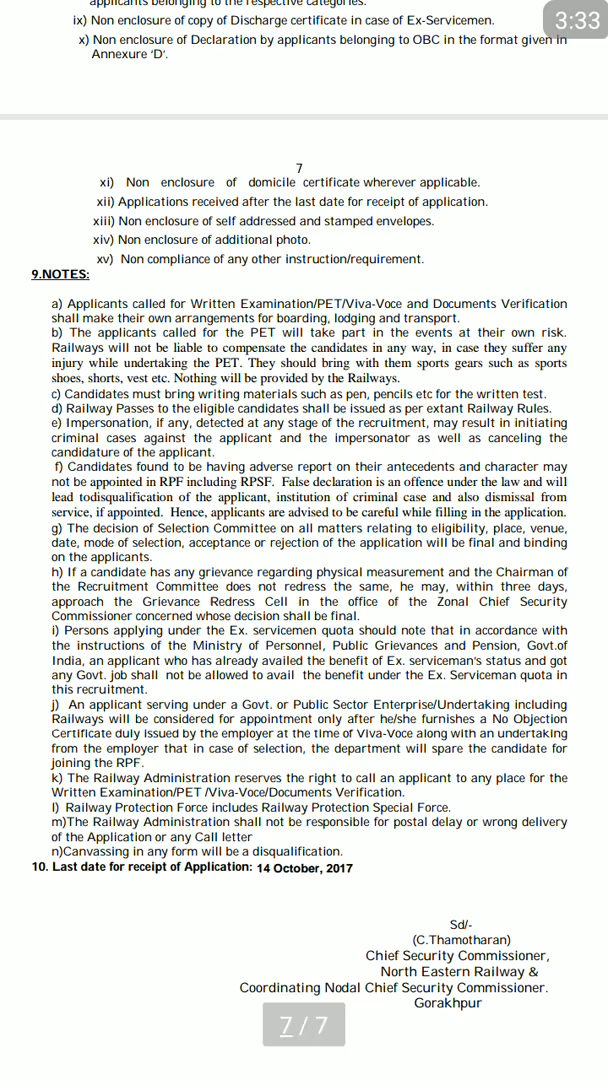 applicants belonging to the respective categories.
ix) Non enclosure of copy of Discharge certificate in case of Ex-Servicemen.
3:33
x) Non enclosure of Declaration by applicants belonging to OBC in the format given in
Annexure ‘D’.
7
xi) Non enclosure of domicile certificate wherever applicable.
xii) Applications received after the last date for receipt of application.
xiii) Non enclosure of self addressed and stamped envelopes.
xiv) Non enclosure of additional photo.
xv) Non compliance of any other instruction/requirement.
9.NOTES:
a) Applicants called for Written Examination/PET/Viva-Voce and Documents Verification
shall make their own arrangements for boarding, lodging and transport.
b) The applicants called for the PET will take part in the events at their own risk.
Railways will not be liable to compensate the candidates in any way, in case they suffer any
injury while undertaking the PET. They should bring with them sports gears such as sports
shoes, shorts, vest etc. Nothing will be provided by the Railways.
c) Candidates must bring writing materials such as pen, pencils etc for the written test.
d) Railway Passes to the eligible candidates shall be issued as per extant Railway Rules.
e) Impersonation, if any, detected at any stage of the recruitment, may result in initiating
criminal cases against the applicant and the impersonator as well as canceling the
candidature of the applicant.
f) Candidates found to be having adverse report on their antecedents and character may
not be appointed in RPF including RPSF. False declaration is an offence under the law and will
lead todisqualification of the applicant, institution of criminal case and also dismissal from
service, if appointed. Hence, applicants are advised to be careful while filling in the application.
g) The decision of Selection Committee on all matters relating to eligibility, place, venue,
date, mode of selection, acceptance or rejection of the application will be final and binding
on the applicants.
h) If a candidate has any grievance regarding physical measurement and the Chairman of
the Recruitment Committee does not redress the same, he may, within three days,
approach the Grievance Redress Cell in the office of the Zonal Chief Security
Commissioner concerned whose decision shall be final.
i) Persons applying under the Ex. servicemen quota should note that in accordance with
the instructions of the Ministry of Personnel, Public Grievances and Pension, Govt.of
India, an applicant who has already availed the benefit of Ex. serviceman's status and got
any Govt. job shall not be allowed to avail the benefit under the Ex. Serviceman quota in
this recruitment.
j) An applicant serving under a Govt. or Public Sector Enterprise/Undertaking including
Railways will be considered for appointment only after he/she furnishes a No Objection
Certificate duly issued by the employer at the time of Viva-Voce along with an undertaking
from the employer that in case of selection, the department will spare the candidate for
joining the RPF.
k) The Railway Administration reserves the right to call an applicant to any place for the
Written Examination/PET /Viva-Voce/Documents Verification.
l) Railway Protection Force includes Railway Protection Special Force.
m)The Railway Administration shall not be responsible for postal delay or wrong delivery
of the Application or any Call letter
n)Canvassing in any form will be a disqualification.
10. Last date for receipt of Application: 14 October, 2017
Sd/-
(C.Thamotharan)
Chief Security Commissioner,
North Eastern Railway &
Coordinating Nodal Chief Security Commissioner.
Gorakhpur
7 / 7